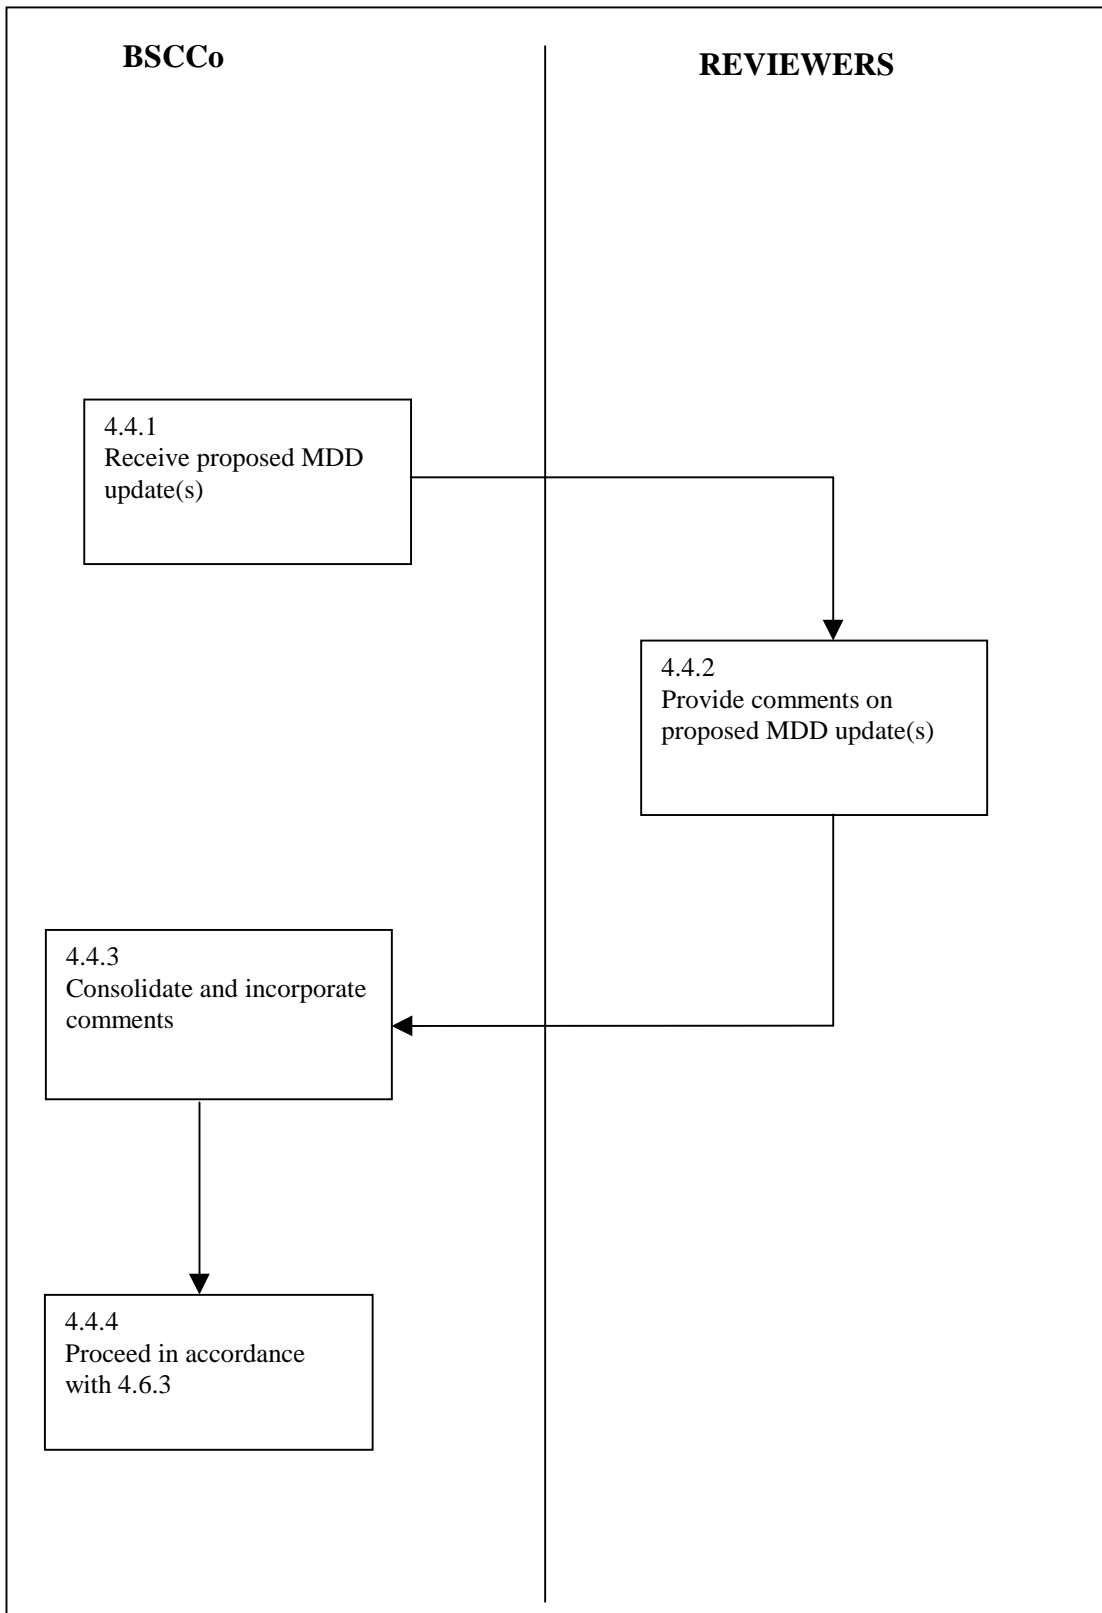 BSCCo
REVIEWERS
4.4.1
Receive proposed MDD
update(s)
4.4.2
Provide comments on
proposed MDD update(s)
4.4.3
Consolidate and incorporate
comments
4.4.4
Proceed in accordance
with 4.6.3